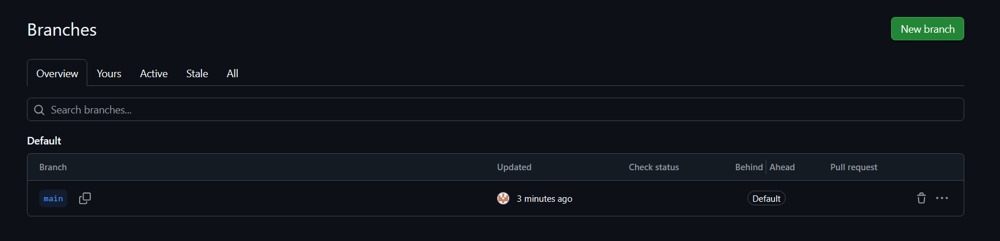 Branches
New branch
Overview Yours Active Stale All
Search branches...
Default
Branch Updated Check status Behind Ahead Pull request
main 3 minutes ago Default